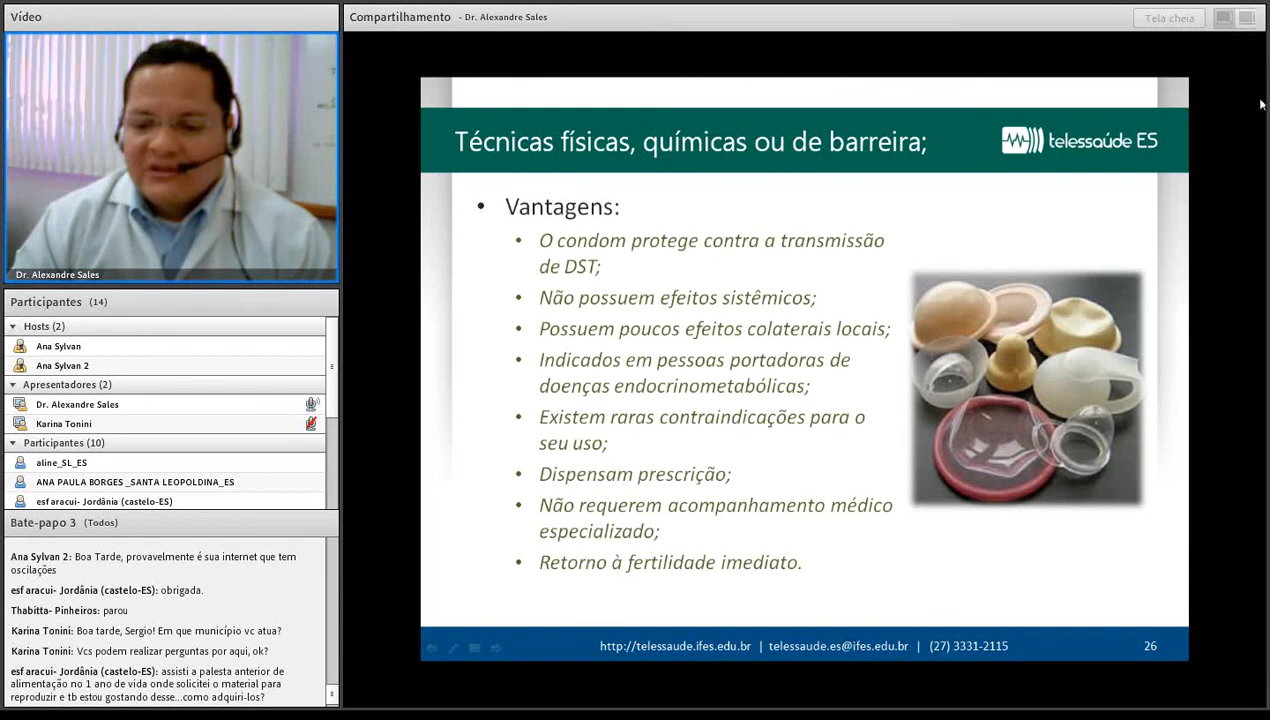 Vídeo
Dr. Alexandre Sales
Participantes (14)
Hosts (2)
Ana Sylvan
Ana Sylvan 2
Apresentadores (2)
Dr. Alexandre Sales
Karina Tonini
Participantes (10)
aline_SL_ES
ANA PAULA BORGES _SANTA LEOPOLDINA_ES
esf aracui- Jordânia (castelo-ES)
Bate-papo 3 (Todos)
Ana Sylvan 2: Boa Tarde, provavelmente é sua internet que tem
oscilações
esf aracui- Jordânia (castelo-ES): obrigada.
Thabitta- Pinheiros: parou
Karina Tonini: Boa tarde, Sergio! Em que município vc atua?
Karina Tonini: Vcs podem realizar perguntas por aqui, ok?
esf aracui- Jordânia (castelo-ES): assisti a palesta anterior de
alimentação no 1 ano de vida onde solicitei o material para
reproduzir e tb estou gostando desse...como adquiri-los?
Compartilhamento - Dr. Alexandre Sales
Tela cheia
Técnicas físicas, químicas ou de barreira;
telessaúde ES
• Vantagens:
• O condom protege contra a transmissão
de DST;
• Não possuem efeitos sistêmicos;
• Possuem poucos efeitos colaterais locais;
• Indicados em pessoas portadoras de
doenças endocrinometabólicas;
• Existem raras contraindicações para o
seu uso;
• Dispensam prescrição;
• Não requerem acompanhamento médico
especializado;
• Retorno à fertilidade imediato.
http://telessaude.ifes.edu.br | telessaude.es@ifes.edu.br | (27) 3331-2115
26